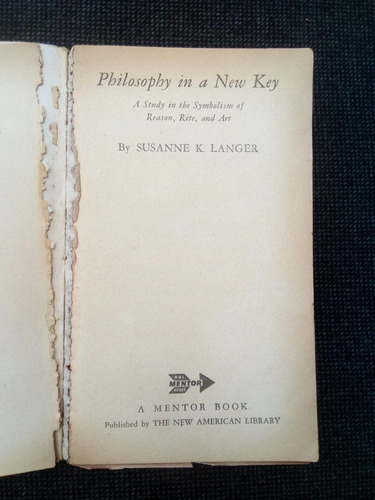 Philosophy in a New Key
A Study in the Symbolism of
Reason, Rite, and Art
By SUSANNE K. LANGER
MENTOR
A MENTOR BOOK
Published by THE NEW AMERICAN LIBRARY